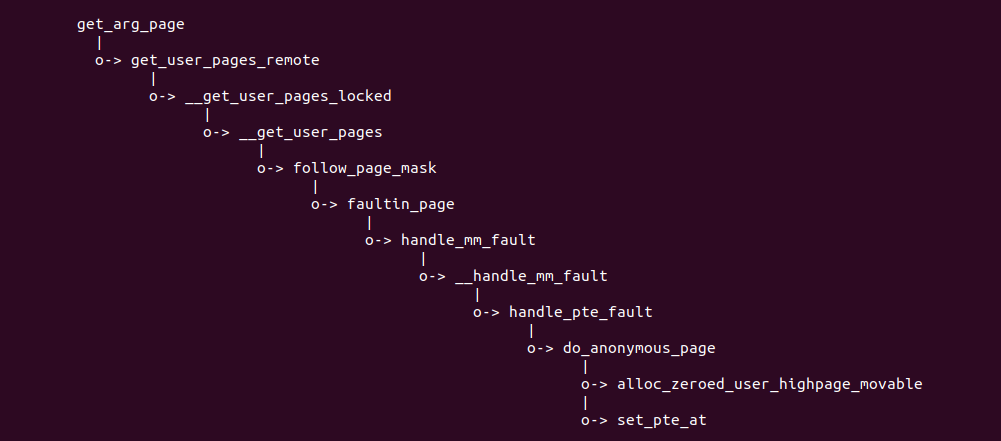 get_arg_page
|
o-> get_user_pages_remote
|
o-> __get_user_pages_locked
|
o-> __get_user_pages
|
o-> follow_page_mask
|
o-> faultin_page
|
o-> handle_mm_fault
|
o-> __handle_mm_fault
|
o-> handle_pte_fault
|
o-> do_anonymous_page
|
o-> alloc_zeroed_user_highpage_movable
|
o-> set_pte_at